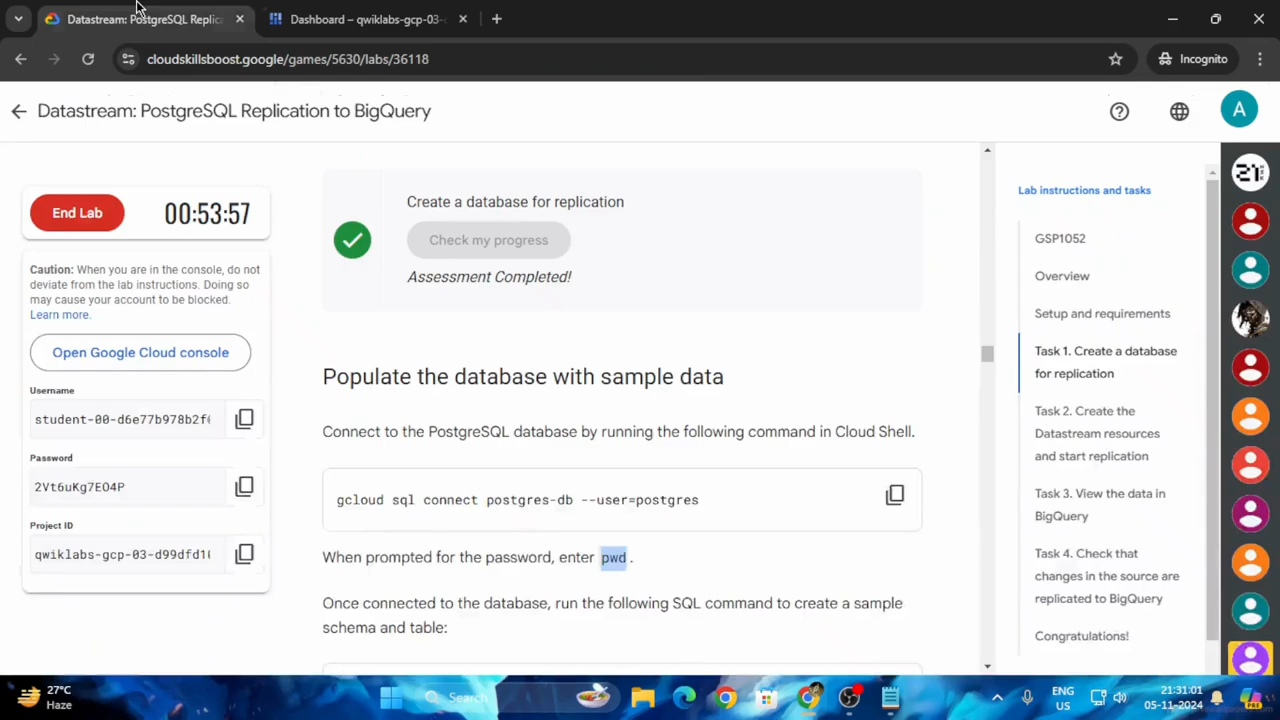 Datastream: PostgreSQL Replic
Dashboard – qwiklabs-gcp-03-
cloudskillsboost.google/games/5630/labs/36118
Incognito
Datastream: PostgreSQL Replication to BigQuery
A
End Lab
00:53:57
Caution: When you are in the console, do not
deviate from the lab instructions. Doing so
may cause your account to be blocked.
Learn more.
Open Google Cloud console
Username
student-00-d6e77b978b2f
Password
2Vt6uKg7EO4P
Project ID
qwiklabs-gcp-03-d99dfd1
Create a database for replication
Check my progress
Assessment Completed!
Populate the database with sample data
Connect to the PostgreSQL database by running the following command in Cloud Shell.
gcloud sql connect postgres-db --user=postgres
When prompted for the password, enter pwd .
Once connected to the database, run the following SQL command to create a sample
schema and table:
Lab instructions and tasks
GSP1052
Overview
Setup and requirements
Task 1. Create a database
for replication
Task 2. Create the
Datastream resources
and start replication
Task 3. View the data in
BigQuery
Task 4. Check that
changes in the source are
replicated to BigQuery
Congratulations!
27°C
Haze
Search
ENG
US
21:31:01
05-11-2024
PRE